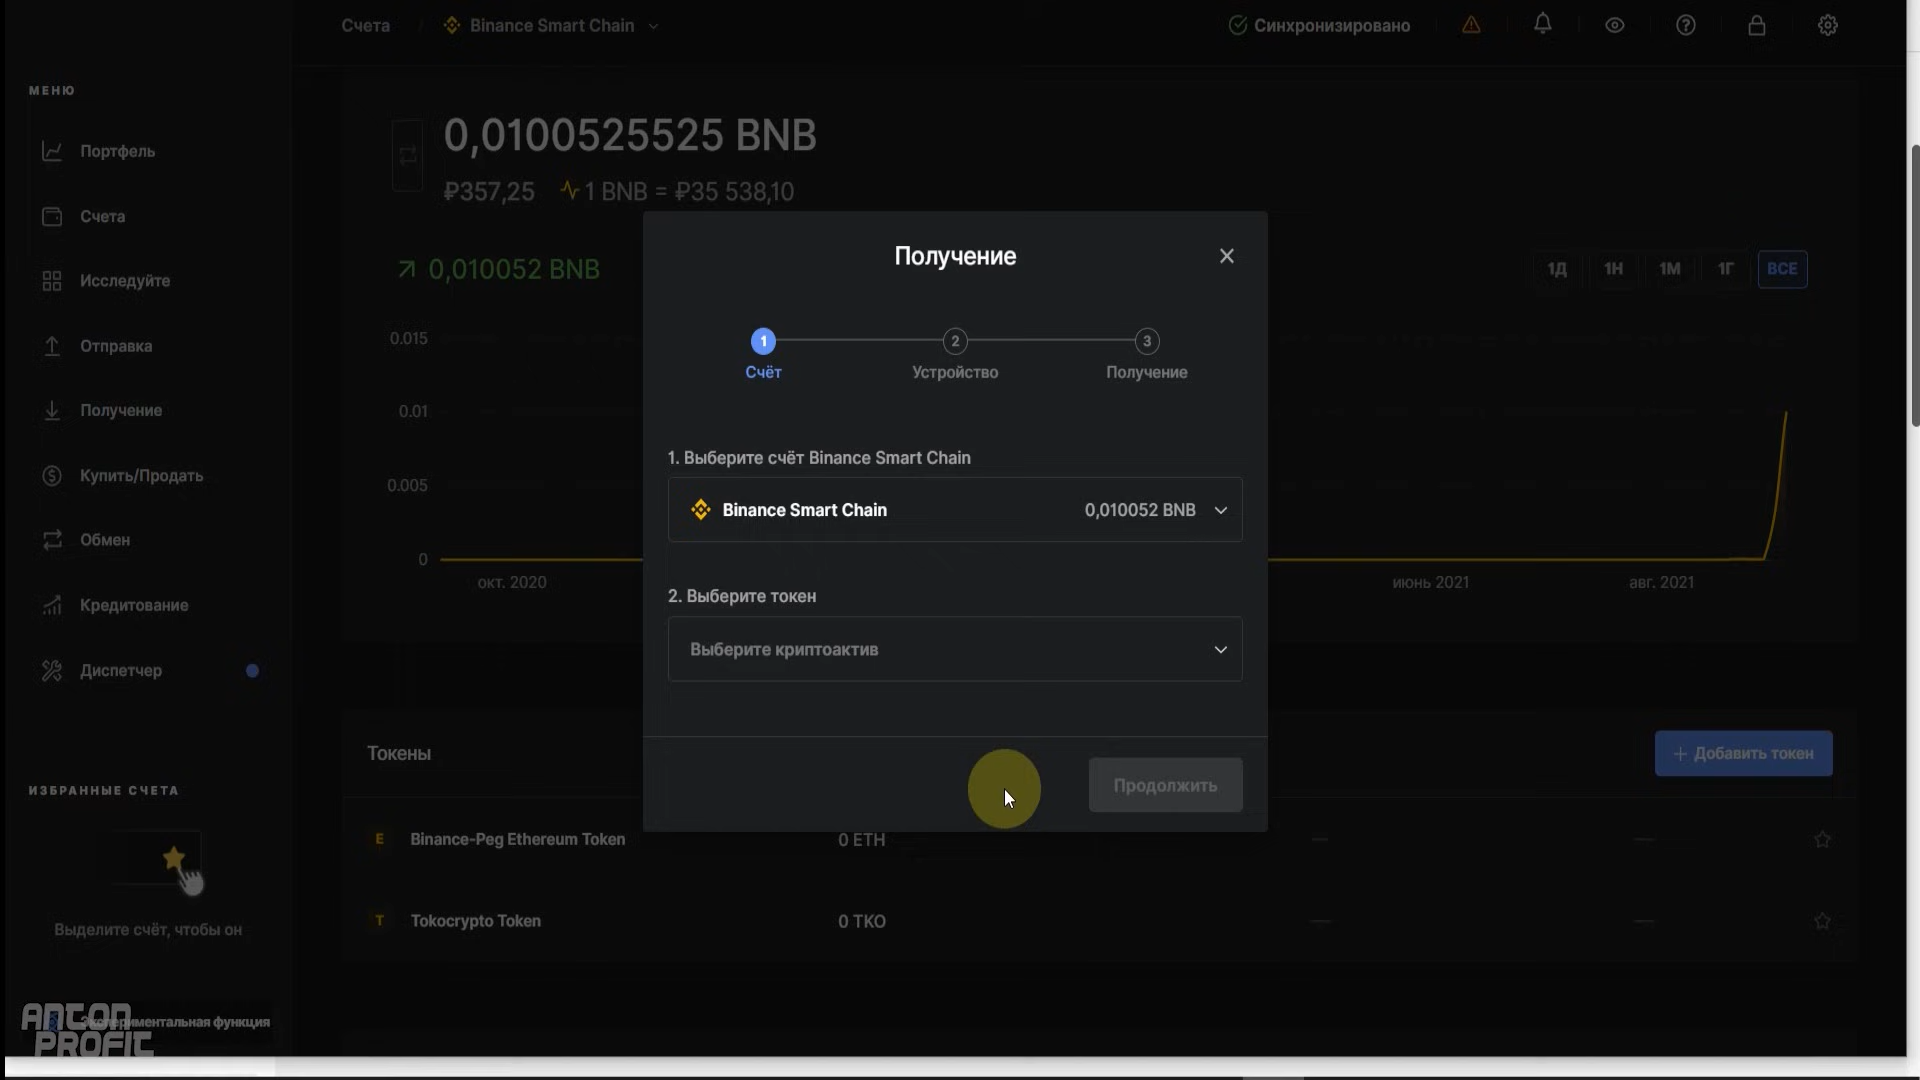 Счета
Binance Smart Chain
Синхронизировано
МЕНЮ
Портфель
Счета
Исследуйте
Отправка
Получение
Купить/Продать
Обмен
Кредитование
Диспетчер
ИЗБРАННЫЕ СЧЕТА
Выделите счёт, чтобы он
Экспериментальная функция
ANTON
PROFIT
0,0100525525 BNB
₽357,25
1 BNB = ₽35 538,10
0,010052 BNB
1Д
1Н
1М
1Г
ВСЕ
0.015
0.01
0.005
0
окт. 2020
июнь 2021
авг. 2021
Получение
1
2
3
Счёт
Устройство
Получение
1. Выберите счёт Binance Smart Chain
Binance Smart Chain
0,010052 BNB
2. Выберите токен
Выберите криптоактив
Продолжить
Токены
+ Добавить токен
E
Binance-Peg Ethereum Token
0 ETH
—
—
T
Tokocrypto Token
0 TKO
—
—